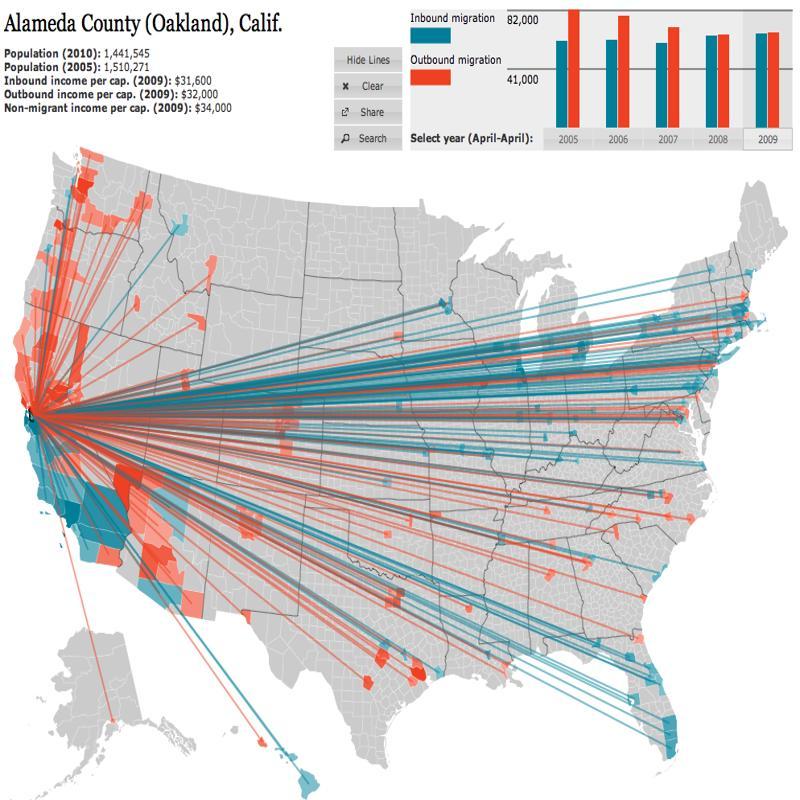 Alameda County (Oakland), Calif.
Population (2010): 1,441,545
Population (2005): 1,510,271
Inbound income per cap. (2009): $31,600
Outbound income per cap. (2009): $32,000
Non-migrant income per cap. (2009): $34,000
Hide Lines
Clear
Share
Search
Inbound migration
Outbound migration
82,000
41,000
Select year (April-April):
2005
2006
2007
2008
2009